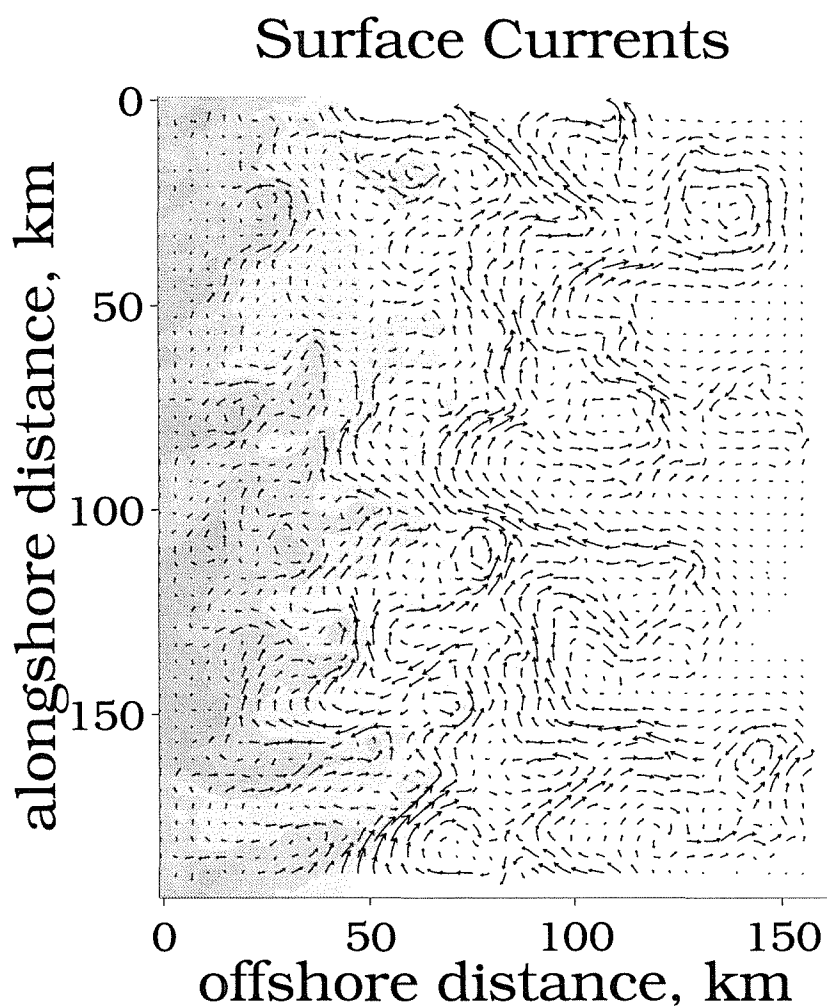 Surface Currents
alongshore distance, km
0
50
100
150
0 50 100 150
offshore distance, km